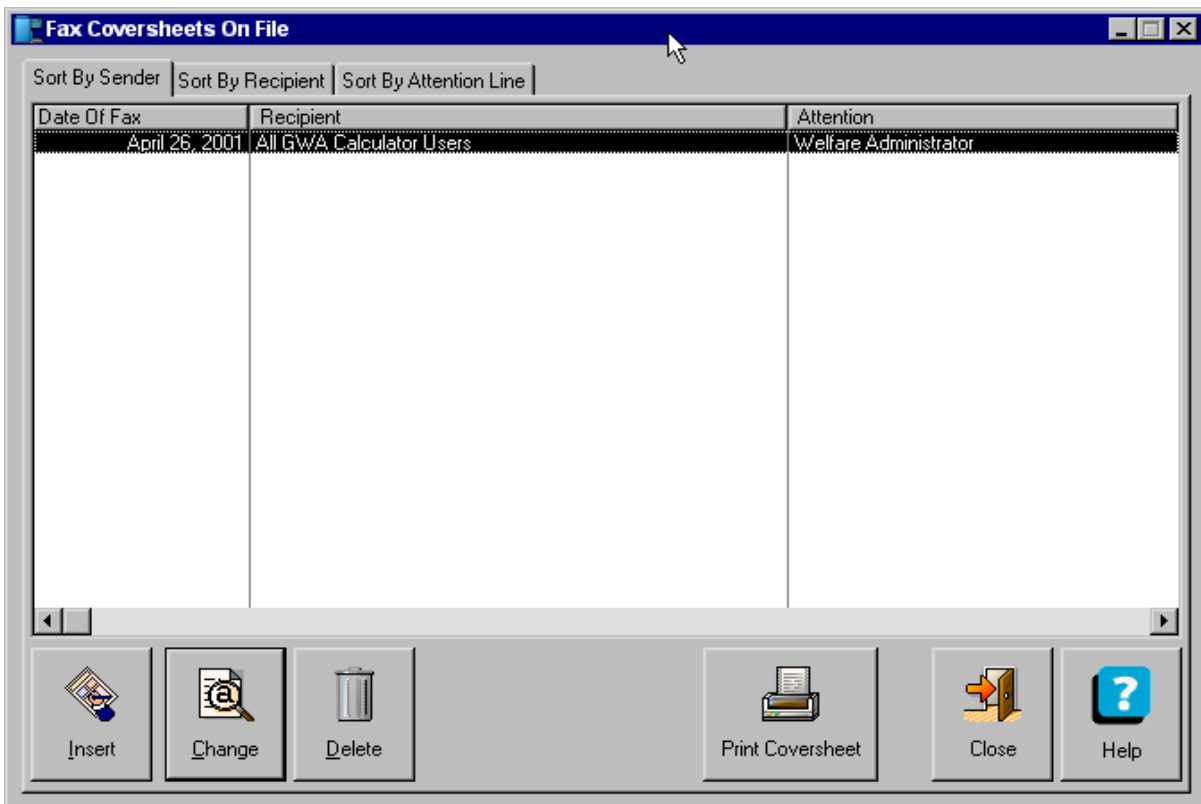 Fax Coversheets On File
Sort By Sender Sort By Recipient Sort By Attention Line
Date Of Fax Recipient Attention
April 26, 2001 All GWA Calculator Users Welfare Administrator
Insert Change Delete Print Coversheet Close Help